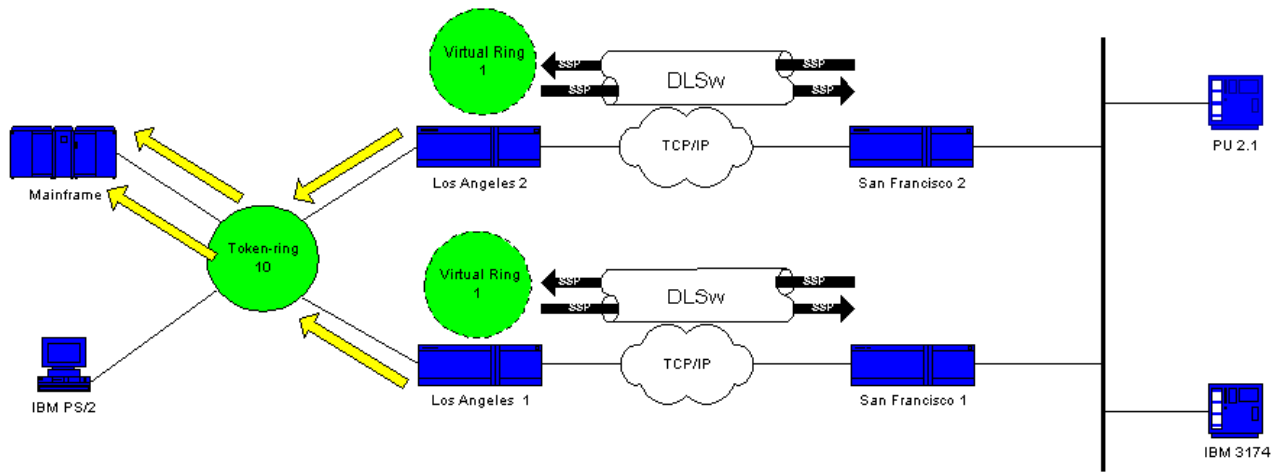 Virtual Ring
1
SSP
SSP
DLSw
SSP
SSP
TCP/IP
Mainframe
Los Angeles 2
San Francisco 2
PU 2.1
Token-ring
10
Virtual Ring
1
SSP
SSP
DLSw
SSP
SSP
TCP/IP
IBM PS/2
Los Angeles 1
San Francisco 1
IBM 3174